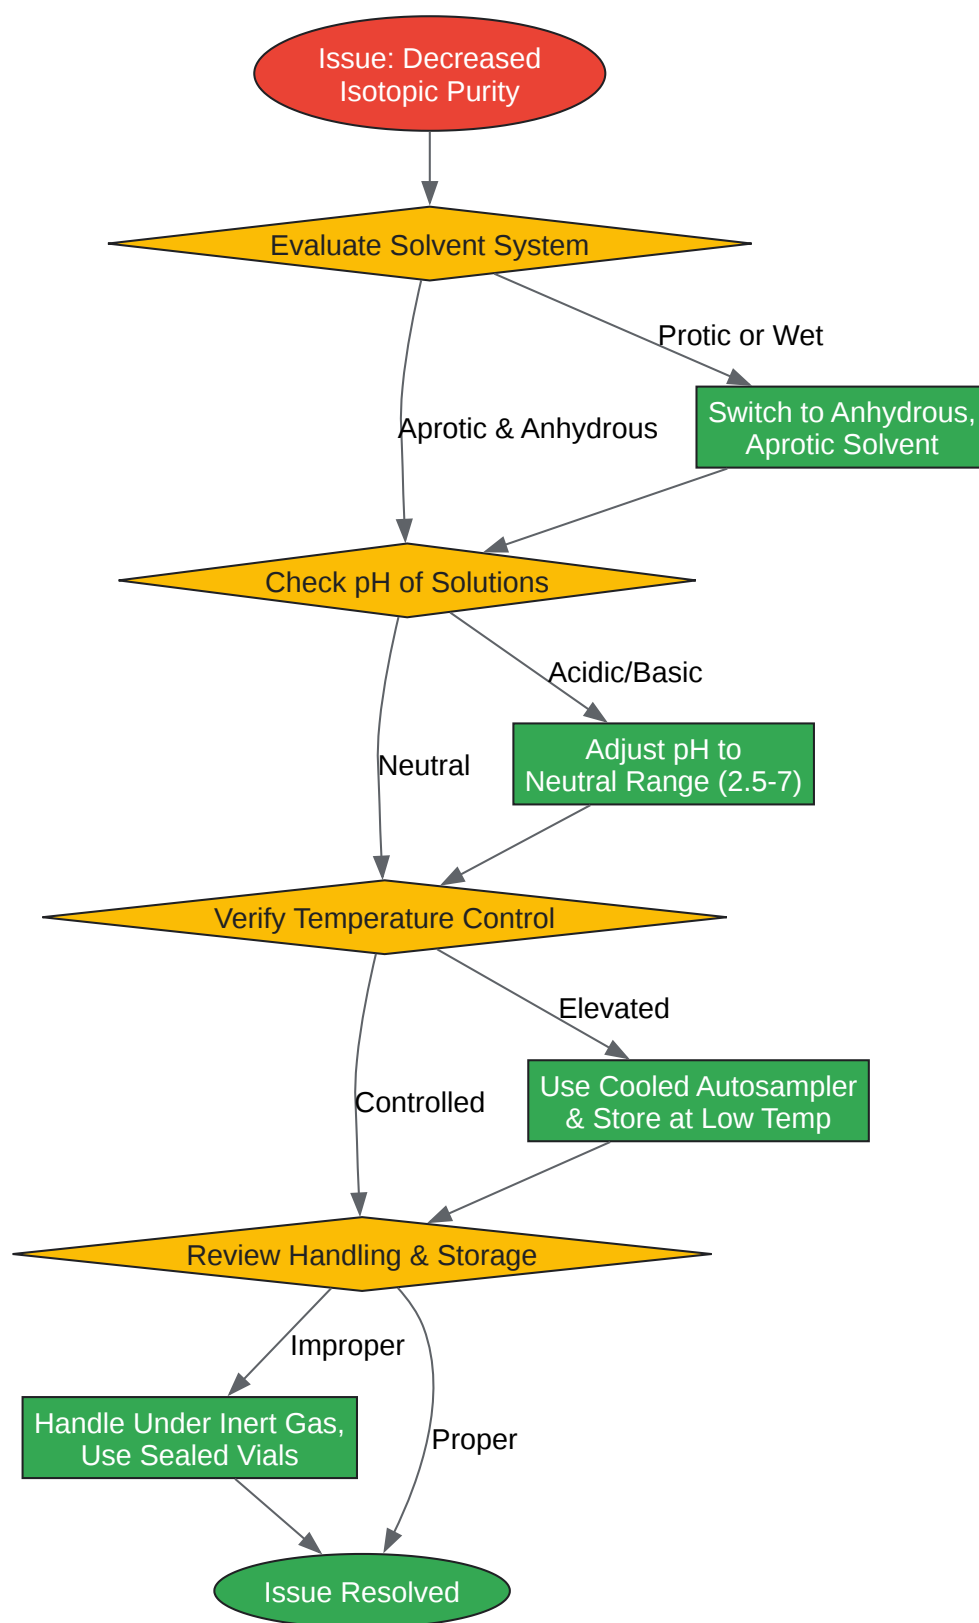 Issue: Decreased
Isotopic Purity
Evaluate Solvent System
Protic or Wet
Switch to Anhydrous,
Aprotic Solvent
Aprotic & Anhydrous
Check pH of Solutions
Acidic/Basic
Adjust pH to
Neutral Range (2.5-7)
Neutral
Verify Temperature Control
Elevated
Use Cooled Autosampler
& Store at Low Temp
Controlled
Review Handling & Storage
Improper
Handle Under Inert Gas,
Use Sealed Vials
Proper
Issue Resolved